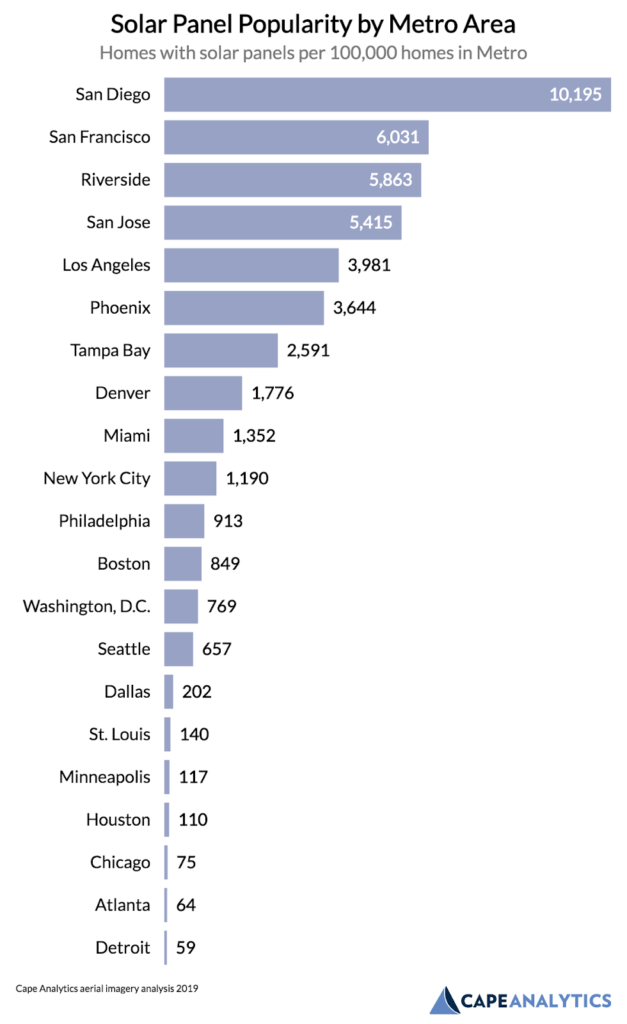 Solar Panel Popularity by Metro Area
Homes with solar panels per 100,000 homes in Metro
San Diego 10,195
San Francisco 6,031
Riverside 5,863
San Jose 5,415
Los Angeles 3,981
Phoenix 3,644
Tampa Bay 2,591
Denver 1,776
Miami 1,352
New York City 1,190
Philadelphia 913
Boston 849
Washington, D.C. 769
Seattle 657
Dallas 202
St. Louis 140
Minneapolis 117
Houston 110
Chicago 75
Atlanta 64
Detroit 59
Cape Analytics aerial imagery analysis 2019
CAPEANALYTICS